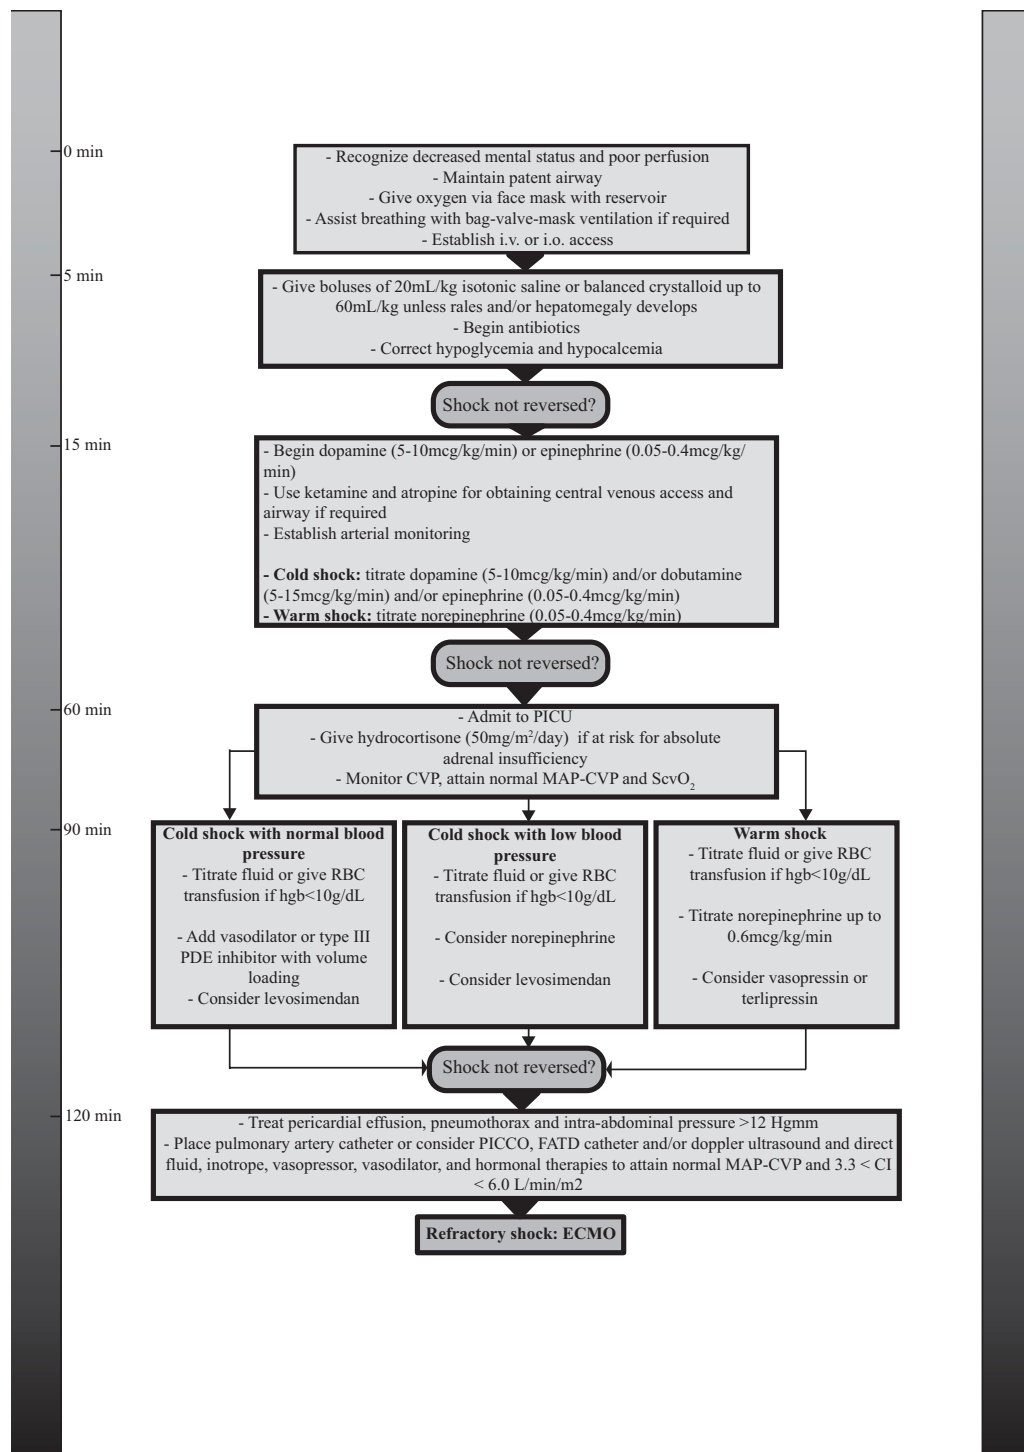 0 min
- Recognize decreased mental status and poor perfusion
- Maintain patent airway
- Give oxygen via face mask with reservoir
- Assist breathing with bag-valve-mask ventilation if required
- Establish i.v. or i.o. access
5 min
- Give boluses of 20mL/kg isotonic saline or balanced crystalloid up to
60mL/kg unless rales and/or hepatomegaly develops
- Begin antibiotics
- Correct hypoglycemia and hypocalcemia
Shock not reversed?
15 min
- Begin dopamine (5-10mcg/kg/min) or epinephrine (0.05-0.4mcg/kg/
min)
- Use ketamine and atropine for obtaining central venous access and
airway if required
- Establish arterial monitoring
- Cold shock: titrate dopamine (5-10mcg/kg/min) and/or dobutamine
(5-15mcg/kg/min) and/or epinephrine (0.05-0.4mcg/kg/min)
- Warm shock: titrate norepinephrine (0.05-0.4mcg/kg/min)
Shock not reversed?
60 min
- Admit to PICU
- Give hydrocortisone (50mg/m²/day) if at risk for absolute
adrenal insufficiency
- Monitor CVP, attain normal MAP-CVP and ScvO₂
90 min
Cold shock with normal blood
pressure
- Titrate fluid or give RBC
transfusion if hgb<10g/dL
- Add vasodilator or type III
PDE inhibitor with volume
loading
- Consider levosimendan
Cold shock with low blood
pressure
- Titrate fluid or give RBC
transfusion if hgb<10g/dL
- Consider norepinephrine
- Consider levosimendan
Warm shock
- Titrate fluid or give RBC
transfusion if hgb<10g/dL
- Titrate norepinephrine up to
0.6mcg/kg/min
- Consider vasopressin or
terlipressin
Shock not reversed?
120 min
- Treat pericardial effusion, pneumothorax and intra-abdominal pressure >12 Hgmm
- Place pulmonary artery catheter or consider PICCO, FATD catheter and/or doppler ultrasound and direct
fluid, inotrope, vasopressor, vasodilator, and hormonal therapies to attain normal MAP-CVP and 3.3 < CI
< 6.0 L/min/m2
Refractory shock: ECMO